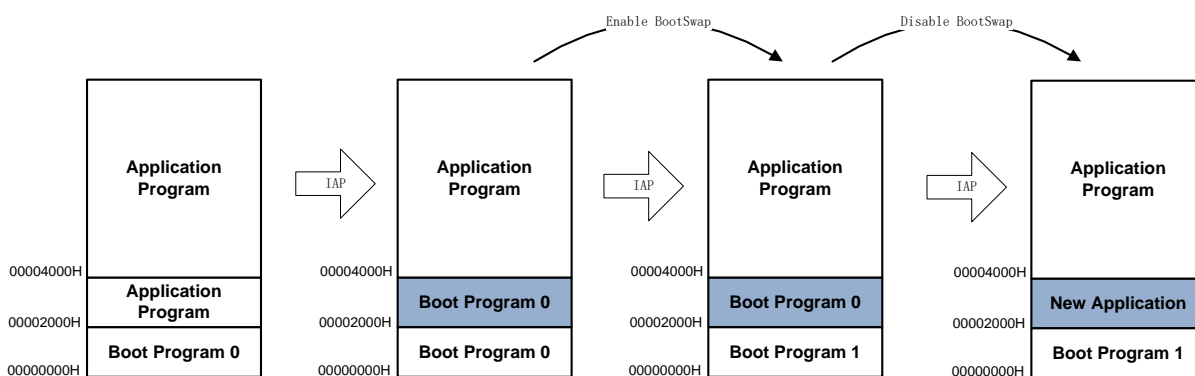 Enable BootSwap
Disable BootSwap
Application
Program
00004000H
Application
Program
00002000H
Boot Program 0
00000000H
IAP
Application
Program
00004000H
Boot Program 0
00002000H
Boot Program 0
00000000H
IAP
Application
Program
00004000H
Boot Program 0
00002000H
Boot Program 1
00000000H
IAP
Application
Program
00004000H
New Application
00002000H
Boot Program 1
00000000H